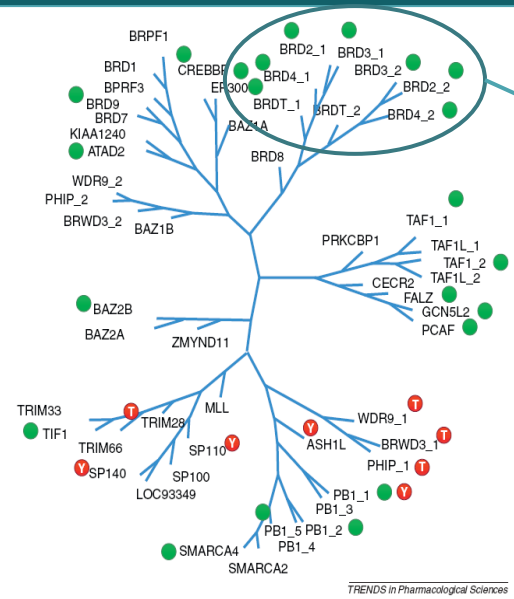 BRPF1
BRD1
CREBBP
BPRF3
EP300
BRD9
BRD7
BAZ1A
KIAA1240
ATAD2
BRD2_1
BRD3_1
BRD4_1
BRD3_2
BRD2_2
BRDT_1
BRDT_2
BRD4_2
BRD8
WDR9_2
PHIP_2
BRWD3_2
BAZ1B
TAF1_1
PRKCBP1
TAF1L_1
TAF1_2
TAF1L_2
CECR2
FALZ
GCN5L2
PCAF
BAZ2B
BAZ2A
ZMYND11
TRIM33
T
TIF1
TRIM28
MLL
TRIM66
SP110
Y
Y
SP140
SP100
LOC93349
T
WDR9_1
Y
ASH1L
T
BRWD3_1
PHIP_1
T
PB1_1
Y
PB1_3
PB1_5
PB1_2
PB1_4
SMARCA4
SMARCA2
TRENDS in Pharmacological Sciences